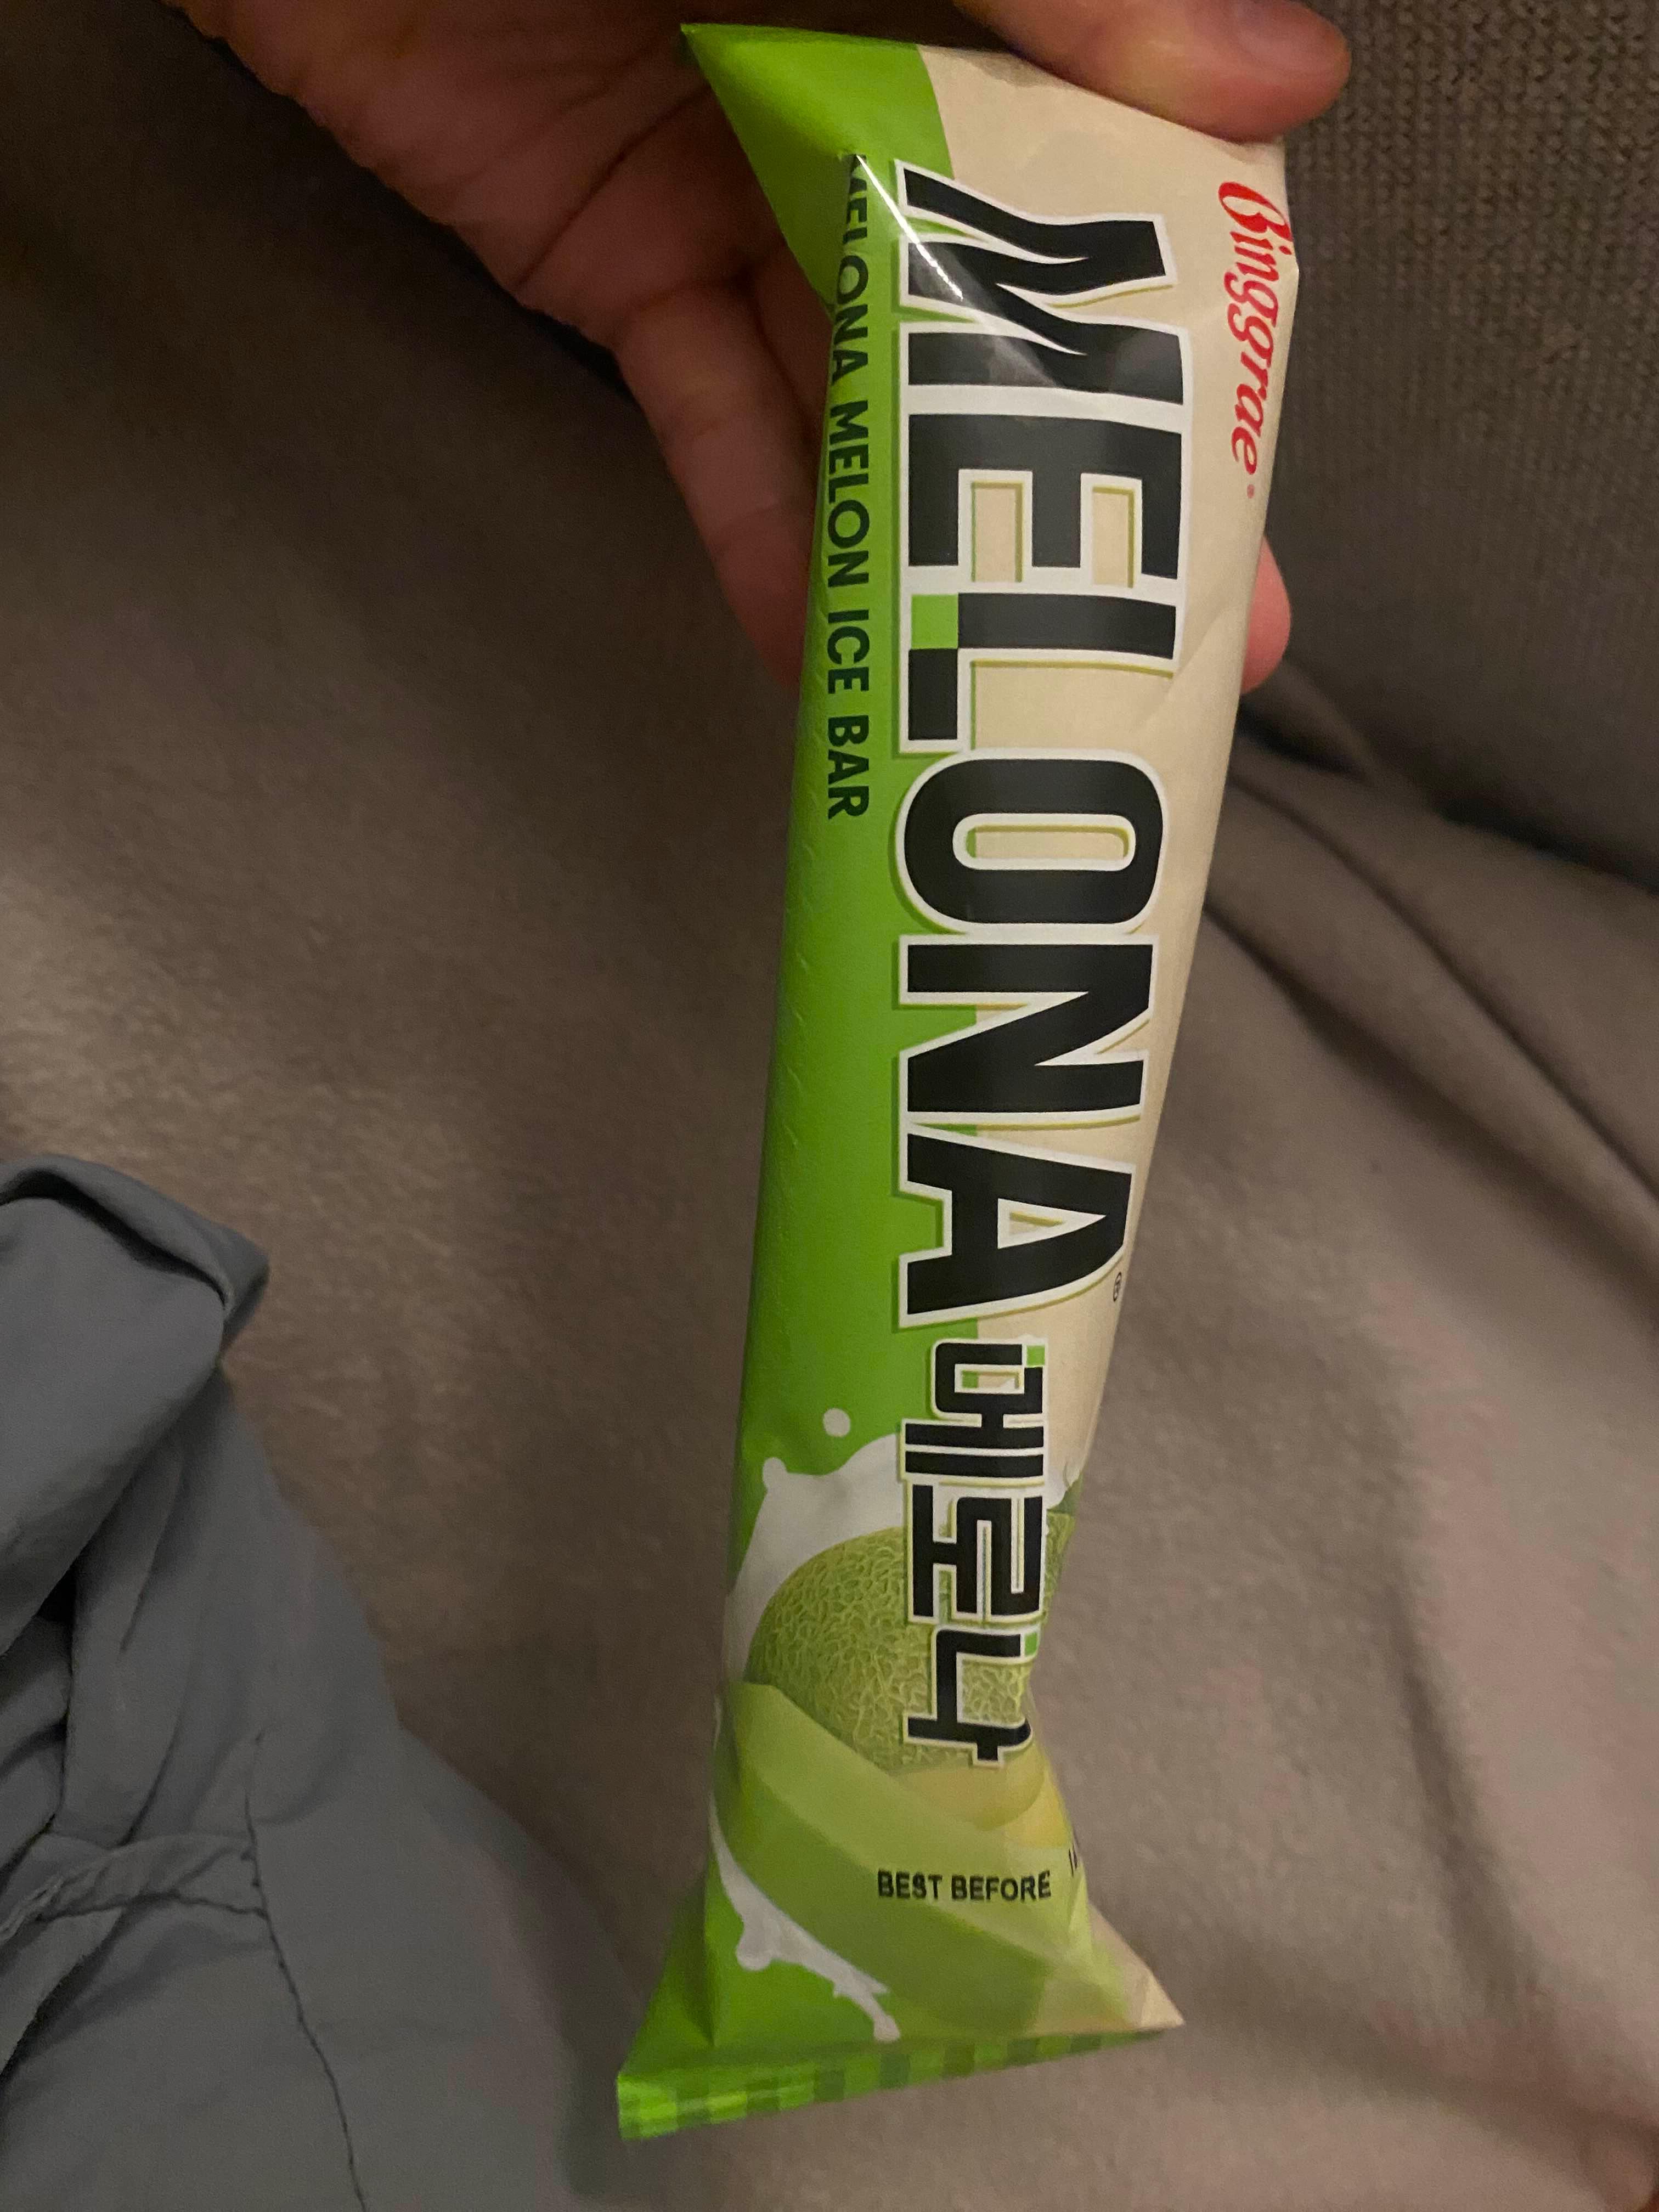 Binggrae
MELONA® 메로나
MELONA MELON ICE BAR
BEST BEFORE